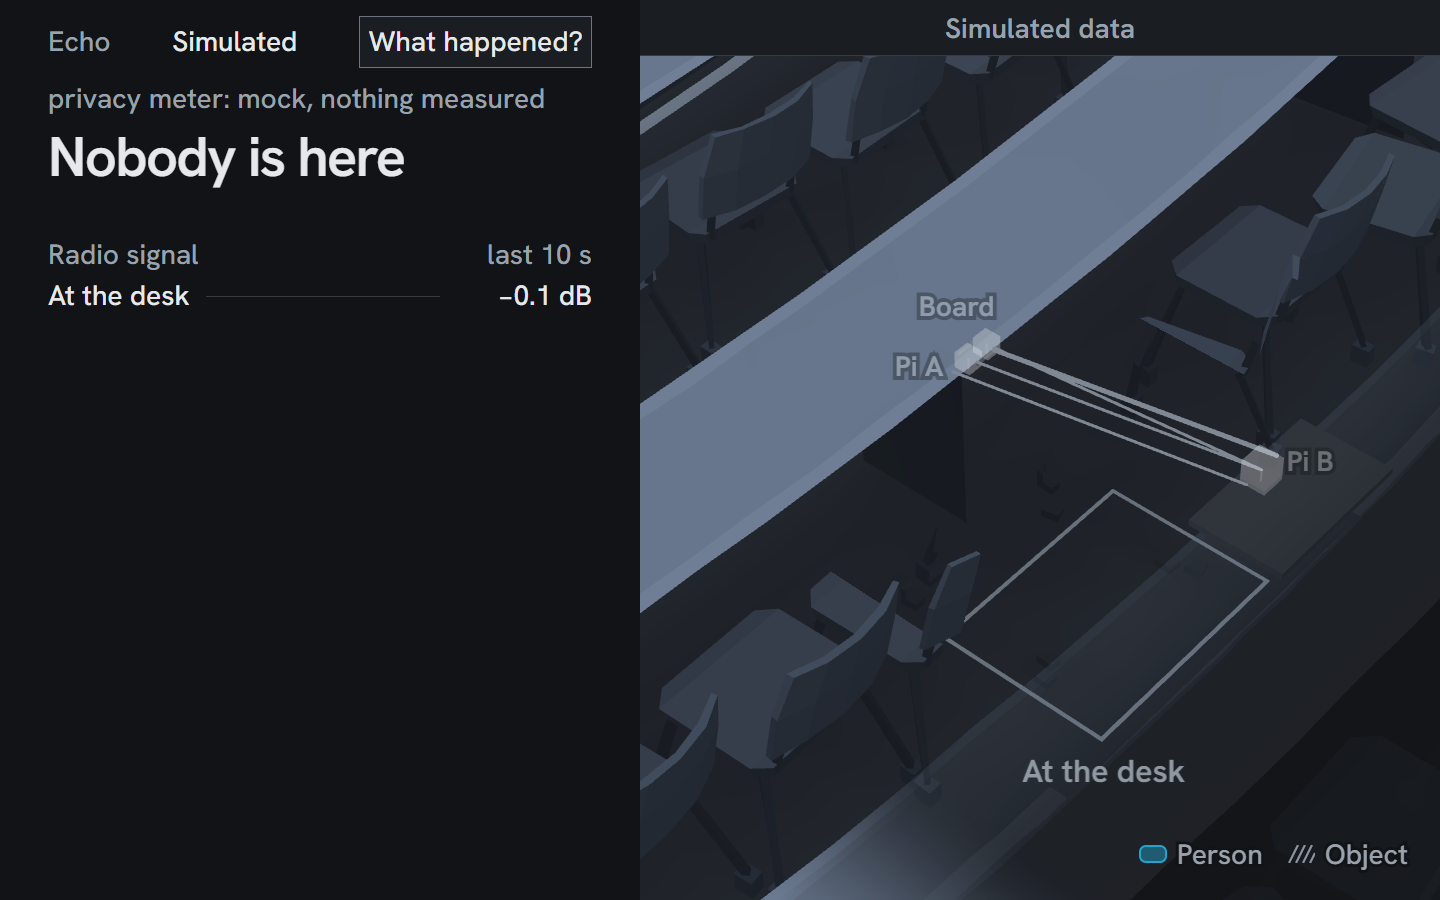 Echo
Simulated
What happened?
privacy meter: mock, nothing measured
Nobody is here
Radio signal
last 10 s
At the desk
−0.1 dB
Simulated data
Board
Pi A
Pi B
At the desk
Person
Object